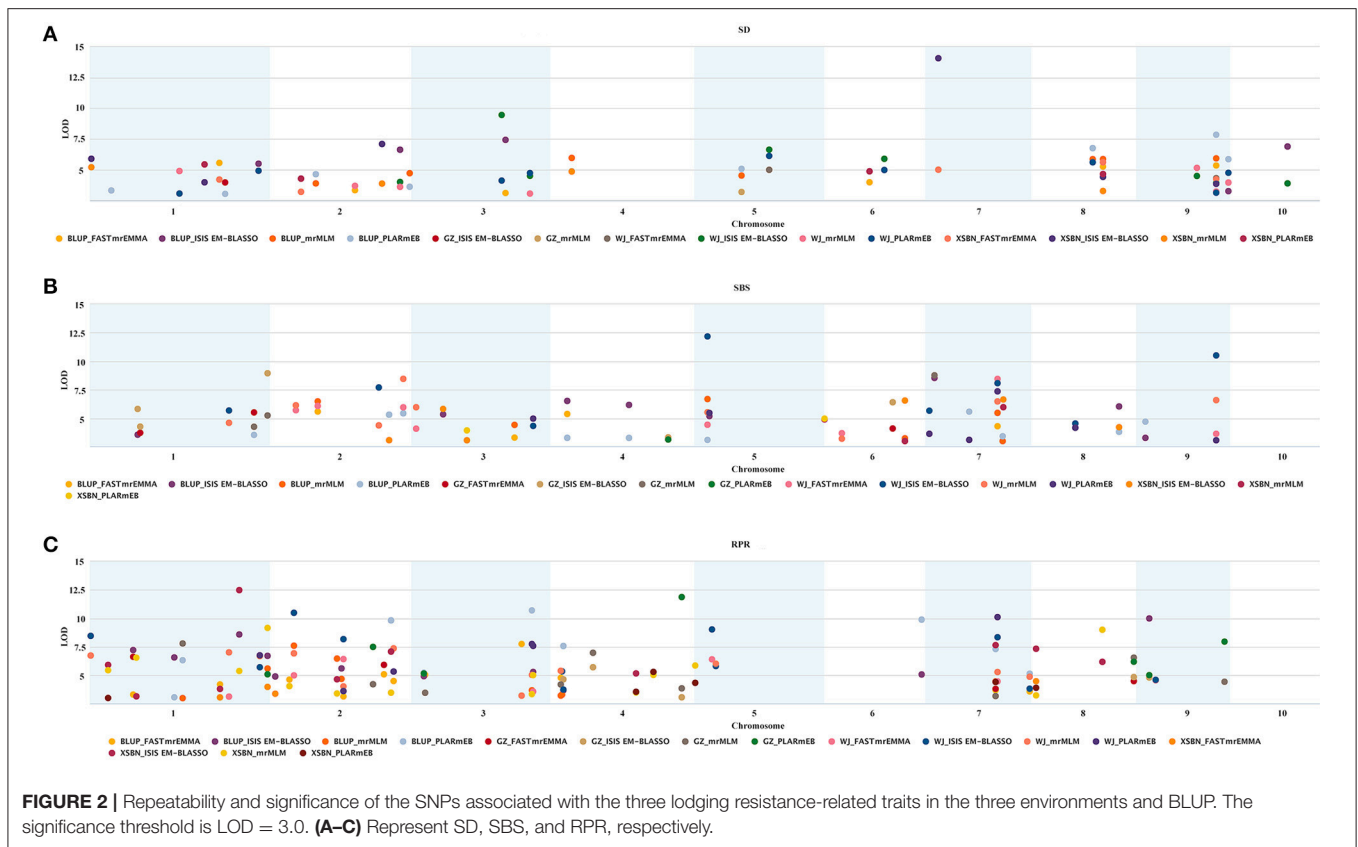 A
SD
15
12.5
10
7.5
5
LOD
1 2 3 4 5 6 7 8 9 10
Chromosome
BLUP_FASTmrEMMA BLUP_ISIS EM-BLASSO BLUP_mrMLM BLUP_PLARmEB GZ_ISIS EM-BLASSO GZ_mrMLM WJ_FASTmrEMMA WJ_ISIS EM-BLASSO WJ_mrMLM WJ_PLARmEB XSBN_FASTmrEMMA XSBN_ISIS EM-BLASSO XSBN_mrMLM XSBN_PLARmEB
B
SBS
15
12.5
10
7.5
5
LOD
1 2 3 4 5 6 7 8 9 10
Chromosome
BLUP_FASTmrEMMA BLUP_ISIS EM-BLASSO BLUP_mrMLM BLUP_PLARmEB GZ_FASTmrEMMA GZ_ISIS EM-BLASSO GZ_mrMLM GZ_PLARmEB WJ_FASTmrEMMA WJ_ISIS EM-BLASSO WJ_mrMLM WJ_PLARmEB XSBN_ISIS EM-BLASSO XSBN_mrMLM
XSBN_PLARmEB
C
RPR
15
12.5
10
7.5
5
LOD
1 2 3 4 5 6 7 8 9 10
Chromosome
BLUP_FASTmrEMMA BLUP_ISIS EM-BLASSO BLUP_mrMLM BLUP_PLARmEB GZ_FASTmrEMMA GZ_ISIS EM-BLASSO GZ_mrMLM GZ_PLARmEB WJ_FASTmrEMMA WJ_ISIS EM-BLASSO WJ_mrMLM WJ_PLARmEB XSBN_FASTmrEMMA
XSBN_ISIS EM-BLASSO XSBN_mrMLM XSBN_PLARmEB
FIGURE 2 | Repeatability and significance of the SNPs associated with the three lodging resistance-related traits in the three environments and BLUP. The
significance threshold is LOD = 3.0. (A–C) Represent SD, SBS, and RPR, respectively.